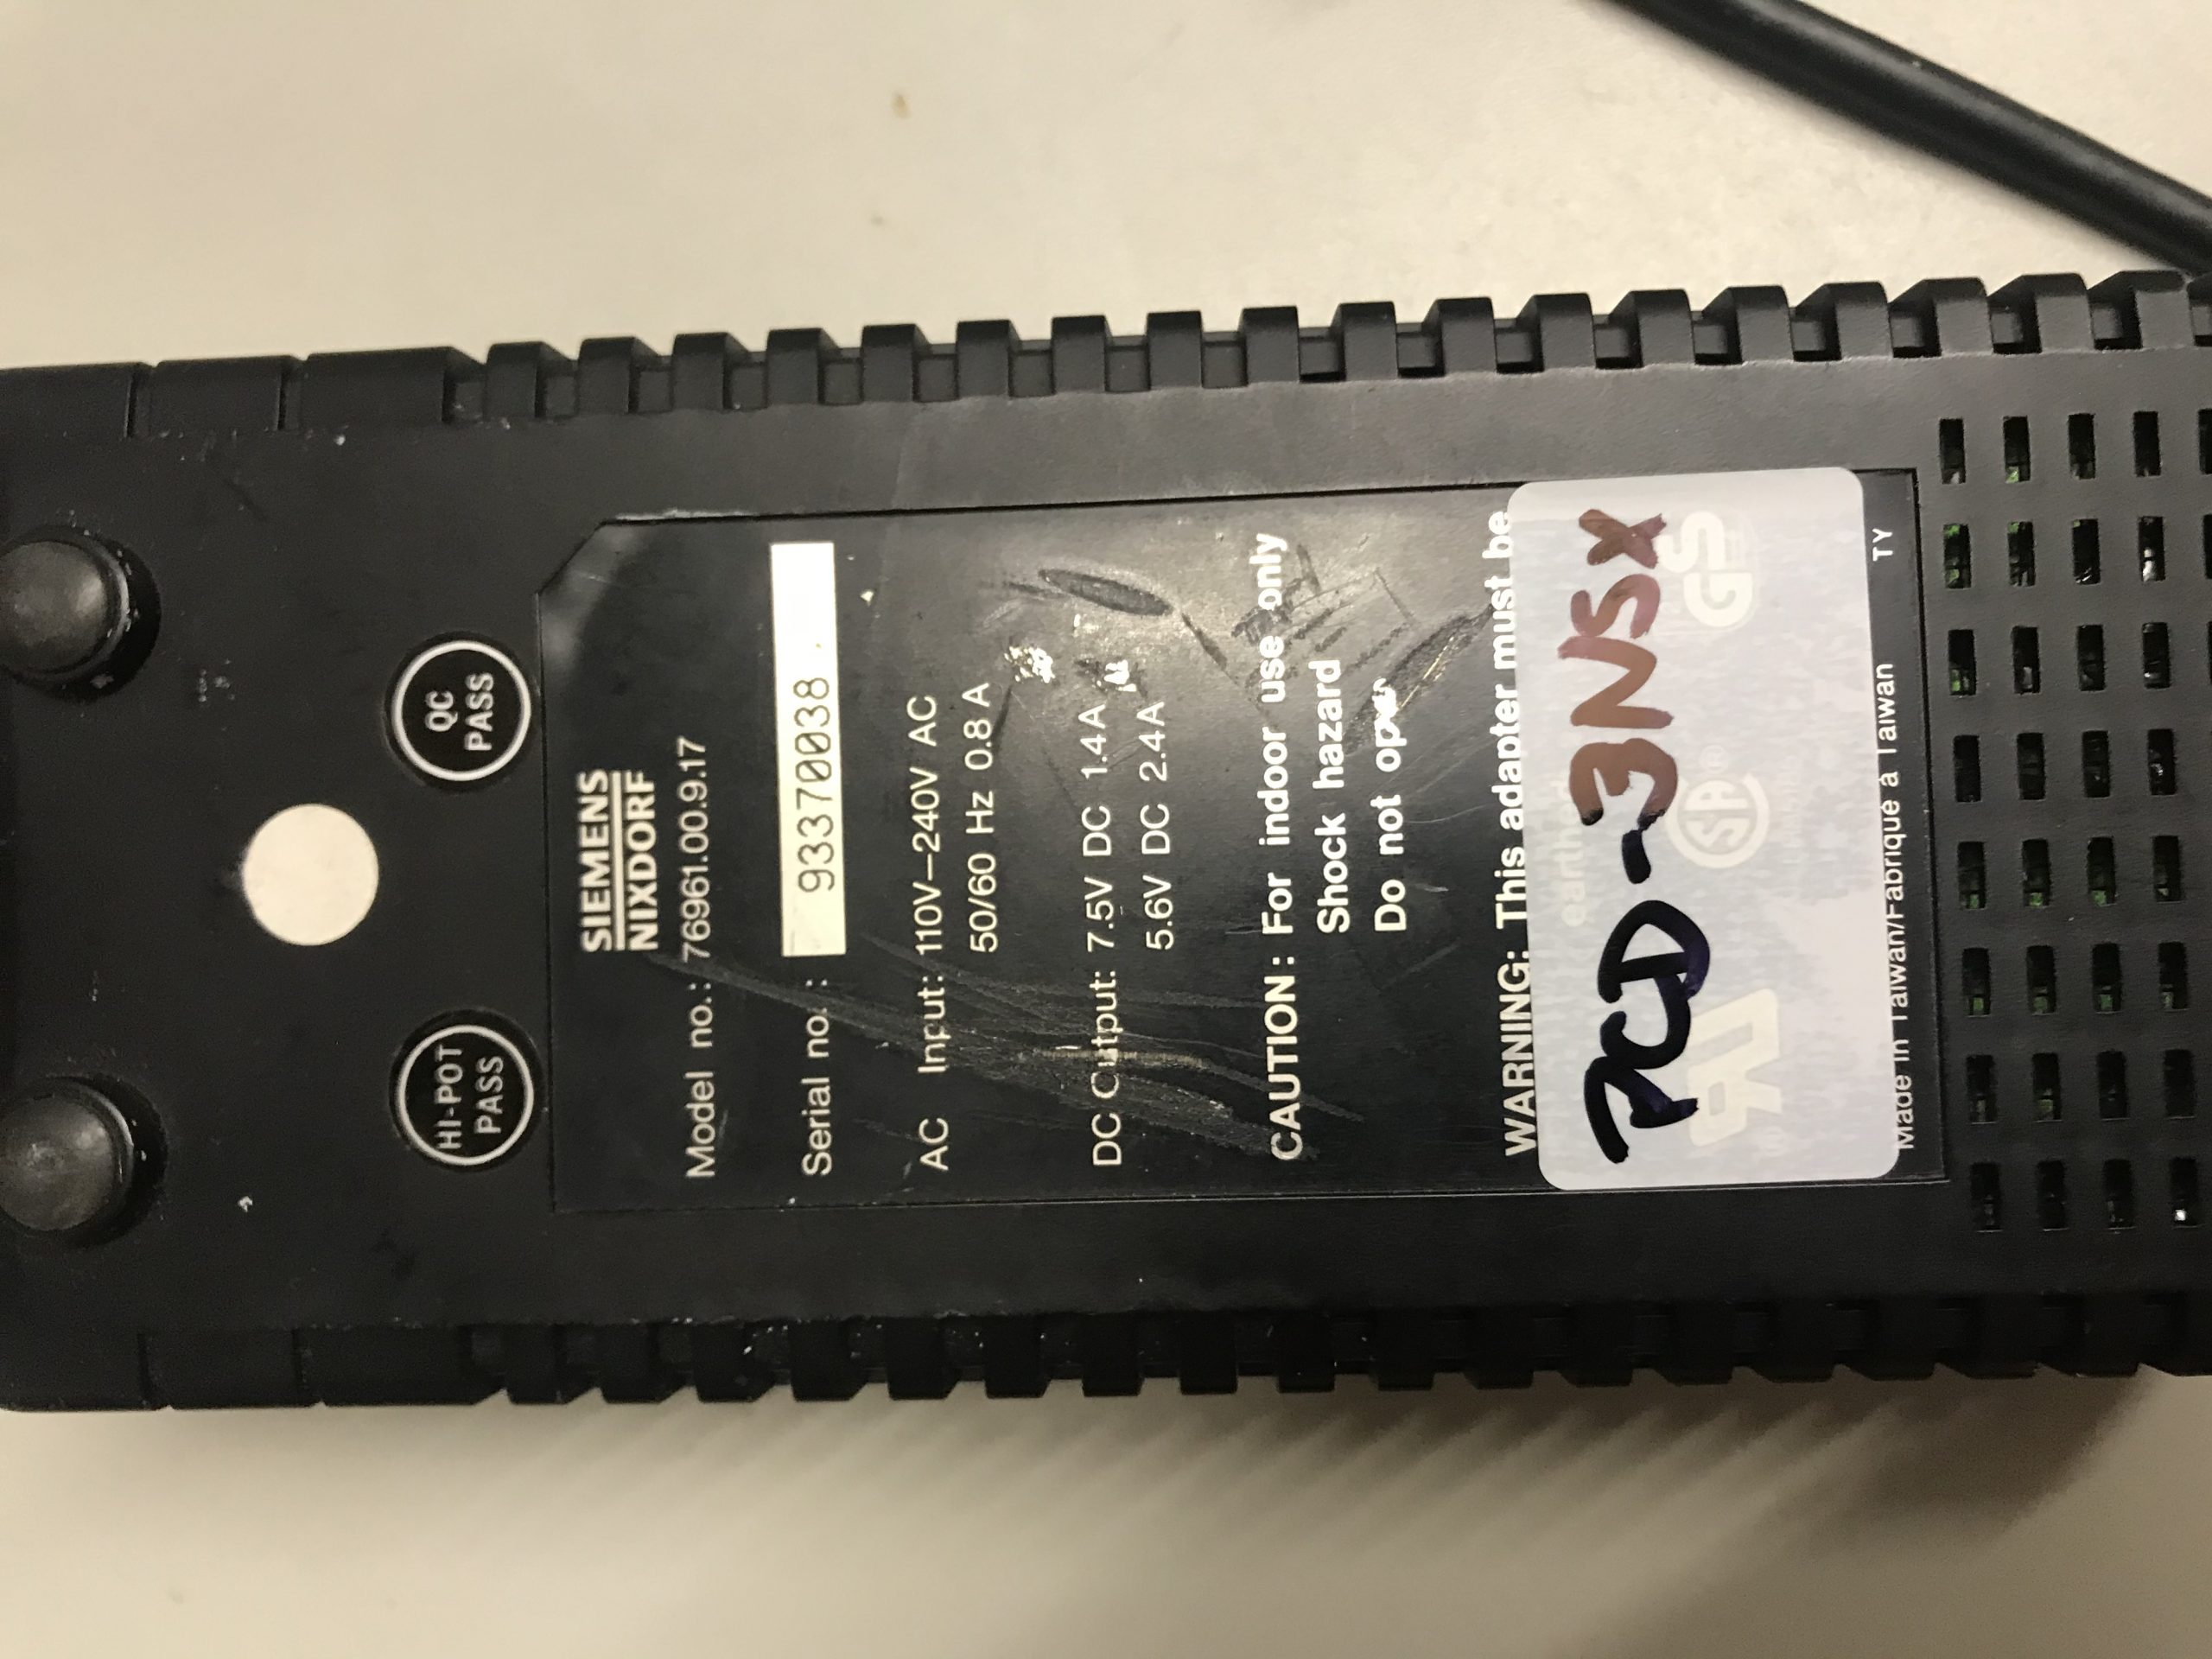 HI-POT
PASS
QC
PASS
SIEMENS
NIXDORF
Model no.: 76961.00.9.17
Serial no.: 93370038
AC Input: 110V–240V AC
50/60 Hz 0.8 A
DC Output: 7.5V DC 1.4A
5.6V DC 2.4A
CAUTION: For indoor use only
Shock hazard
Do not open
WARNING: This adapter must be
earthed
-3NSX
GS
Made in Taiwan/Fabriqué à Taiwan TY